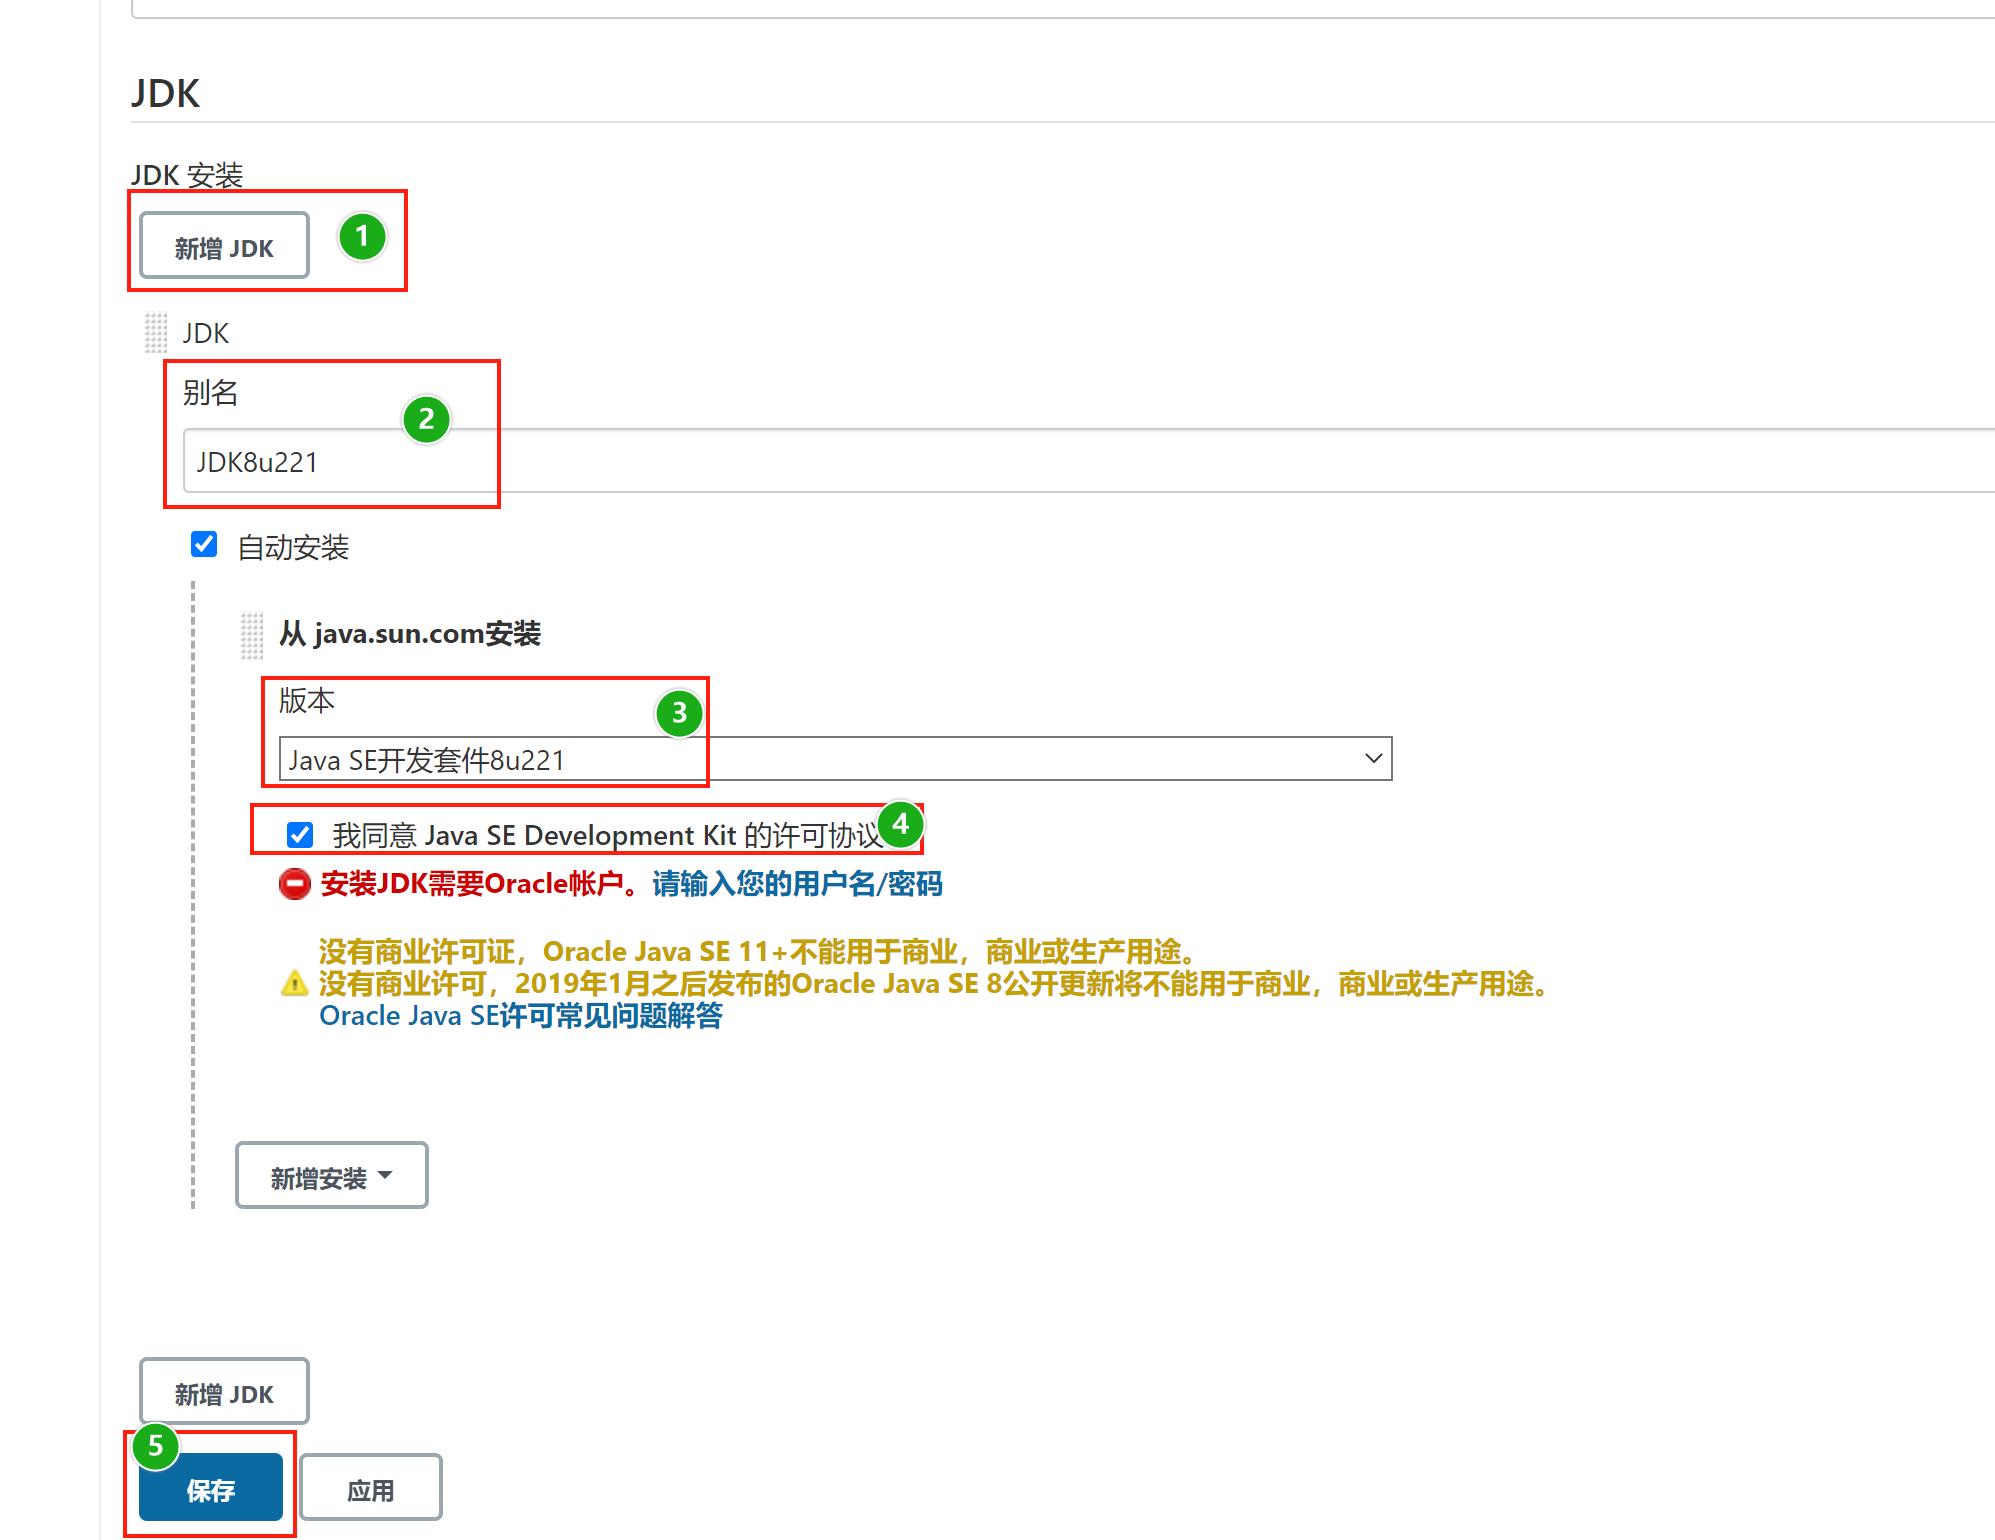 JDK
JDK 安装
新增 JDK
1
JDK
别名
2
JDK8u221
自动安装
从 java.sun.com安装
版本
3
Java SE开发套件8u221
我同意 Java SE Development Kit 的许可协议
4
安装JDK需要Oracle帐户。请输入您的用户名/密码
没有商业许可证，Oracle Java SE 11+不能用于商业，商业或生产用途。
没有商业许可，2019年1月之后发布的Oracle Java SE 8公开更新将不能用于商业，商业或生产用途。
Oracle Java SE许可常见问题解答
新增安装
新增 JDK
5
保存 应用